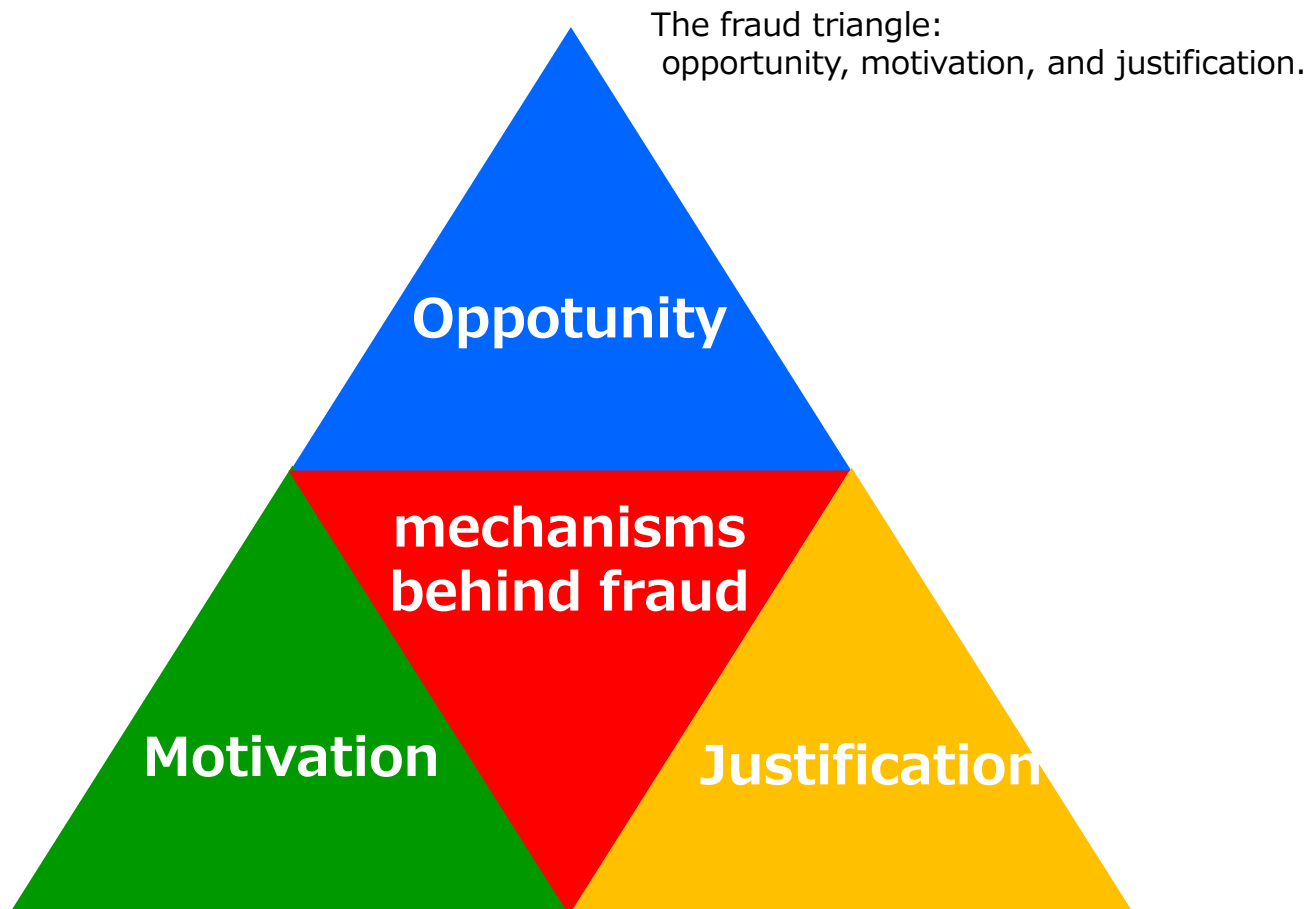 The fraud triangle:
opportunity, motivation, and justification.
Oppotunity
mechanisms
behind fraud
Motivation
Justification